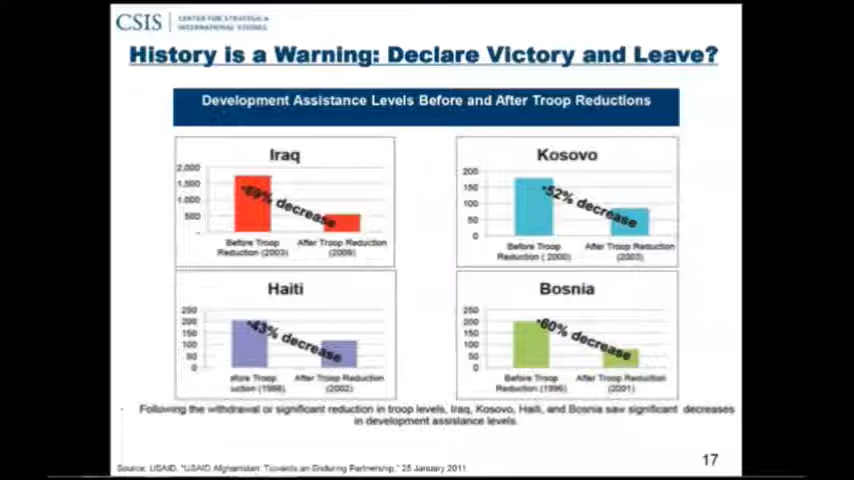 CSIS
CENTER FOR STRATEGIC &
INTERNATIONAL STUDIES
History is a Warning: Declare Victory and Leave?
Development Assistance Levels Before and After Troop Reductions
Iraq
2,000
1,500
1,000
500
-
-69% decrease
Before Troop
Reduction (2003)
After Troop Reduction
(2009)
Kosovo
200
150
100
50
0
-52% decrease
Before Troop
Reduction ( 2000)
After Troop Reduction
(2003)
Haiti
250
200
150
100
50
0
-43% decrease
efore Troop
uction (1998)
After Troop Reduction
(2002)
Bosnia
250
200
150
100
50
0
-60% decrease
Before Troop
Reduction (1996)
After Troop Reduction
(2001)
Following the withdrawal or significant reduction in troop levels, Iraq, Kosovo, Haiti, and Bosnia saw significant decreases
in development assistance levels.
Source: USAID, "USAID Afghanistan: Towards an Enduring Partnership," 25 January 2011.
17